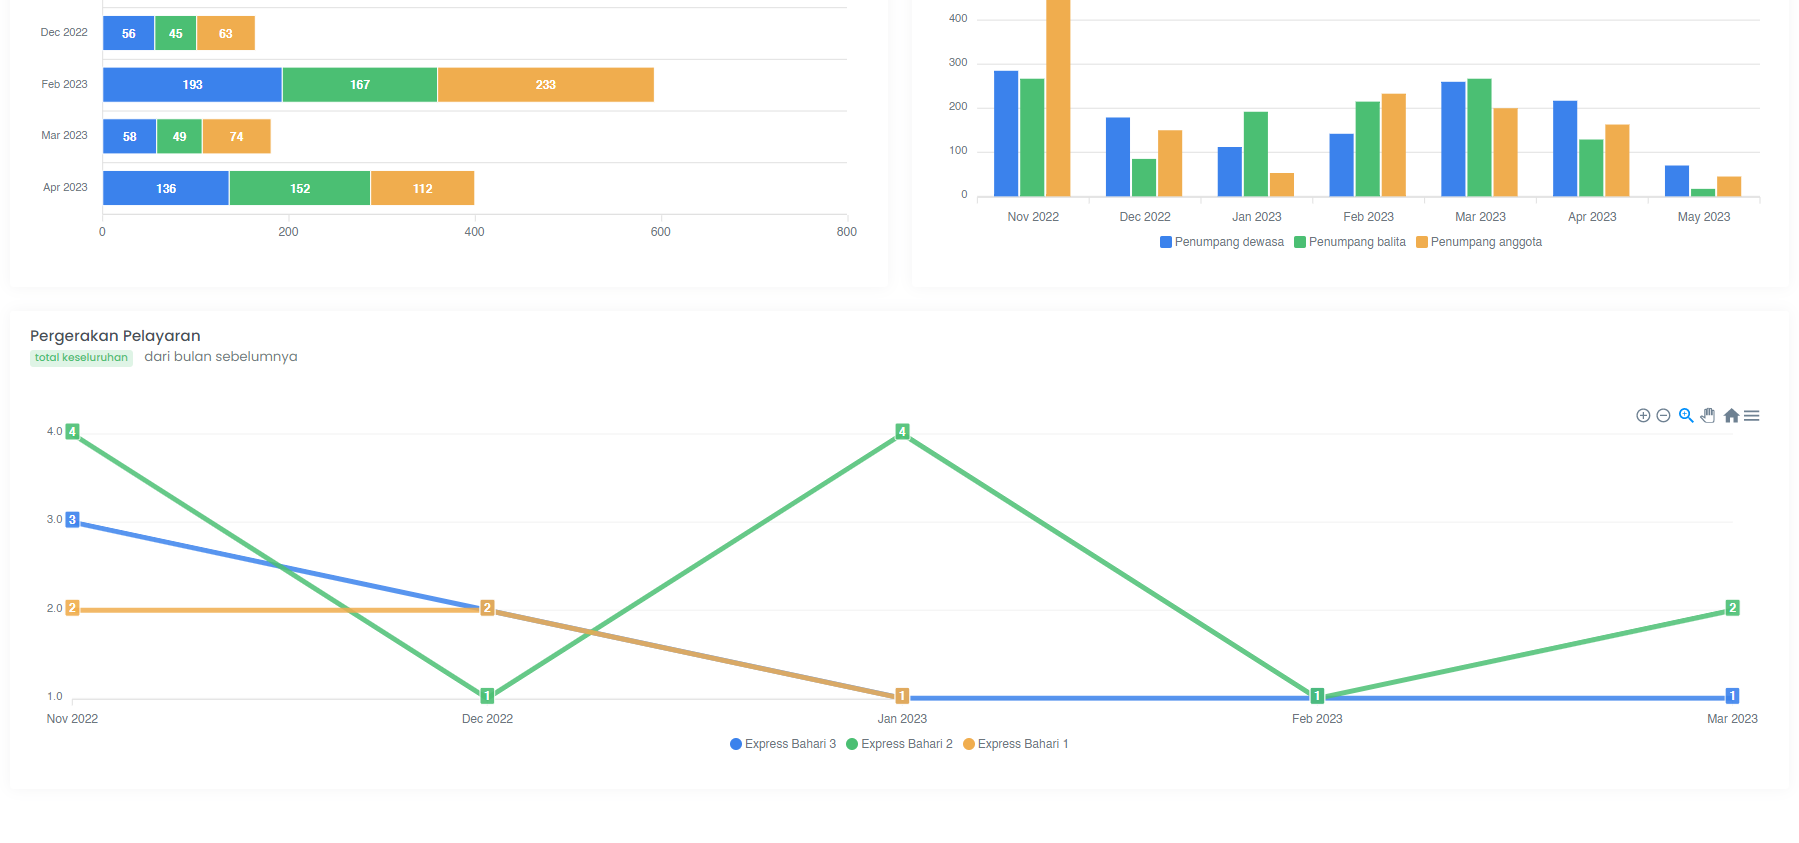 Dec 2022
56 45 63
Feb 2023
193 167 233
Mar 2023
58 49 74
Apr 2023
136 152 112
0 200 400 600 800
400
300
200
100
0
Nov 2022 Dec 2022 Jan 2023 Feb 2023 Mar 2023 Apr 2023 May 2023
Penumpang dewasa Penumpang balita Penumpang anggota
Pergerakan Pelayaran
total keseluruhan dari bulan sebelumnya
4.0 4 4
3.0 3
2.0 2 2 2
1.0 1 1 1 1
Nov 2022 Dec 2022 Jan 2023 Feb 2023 Mar 2023
Express Bahari 3 Express Bahari 2 Express Bahari 1